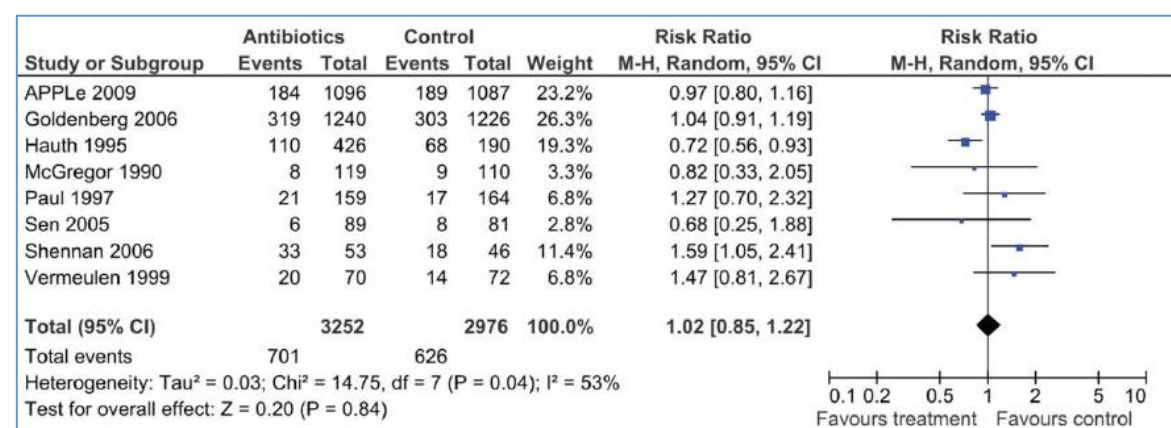 Antibiotics Control Risk Ratio Risk Ratio
Study or Subgroup Events Total Events Total Weight M-H, Random, 95% CI M-H, Random, 95% CI
APPLe 2009 184 1096 189 1087 23.2% 0.97 [0.80, 1.16]
Goldenberg 2006 319 1240 303 1226 26.3% 1.04 [0.91, 1.19]
Hauth 1995 110 426 68 190 19.3% 0.72 [0.56, 0.93]
McGregor 1990 8 119 9 110 3.3% 0.82 [0.33, 2.05]
Paul 1997 21 159 17 164 6.8% 1.27 [0.70, 2.32]
Sen 2005 6 89 8 81 2.8% 0.68 [0.25, 1.88]
Shennan 2006 33 53 18 46 11.4% 1.59 [1.05, 2.41]
Vermeulen 1999 20 70 14 72 6.8% 1.47 [0.81, 2.67]
Total (95% CI) 3252 2976 100.0% 1.02 [0.85, 1.22]
Total events 701 626
Heterogeneity: Tau² = 0.03; Chi² = 14.75, df = 7 (P = 0.04); I² = 53%
Test for overall effect: Z = 0.20 (P = 0.84)
0.1 0.2 0.5 1 2 5 10
Favours treatment Favours control